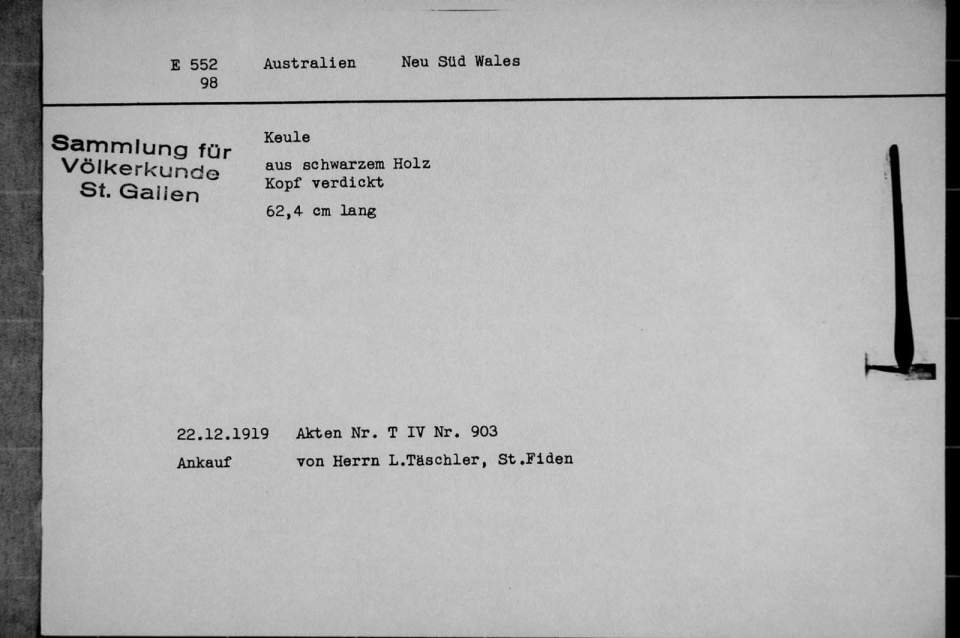 E 552 Australien Neu Süd Wales
98
Sammlung für
Völkerkunde
St. Gallen
Keule
aus schwarzem Holz
Kopf verdickt
62,4 cm lang
22.12.1919 Akten Nr. T IV Nr. 903
Ankauf von Herrn L.Täschler, St.Fiden